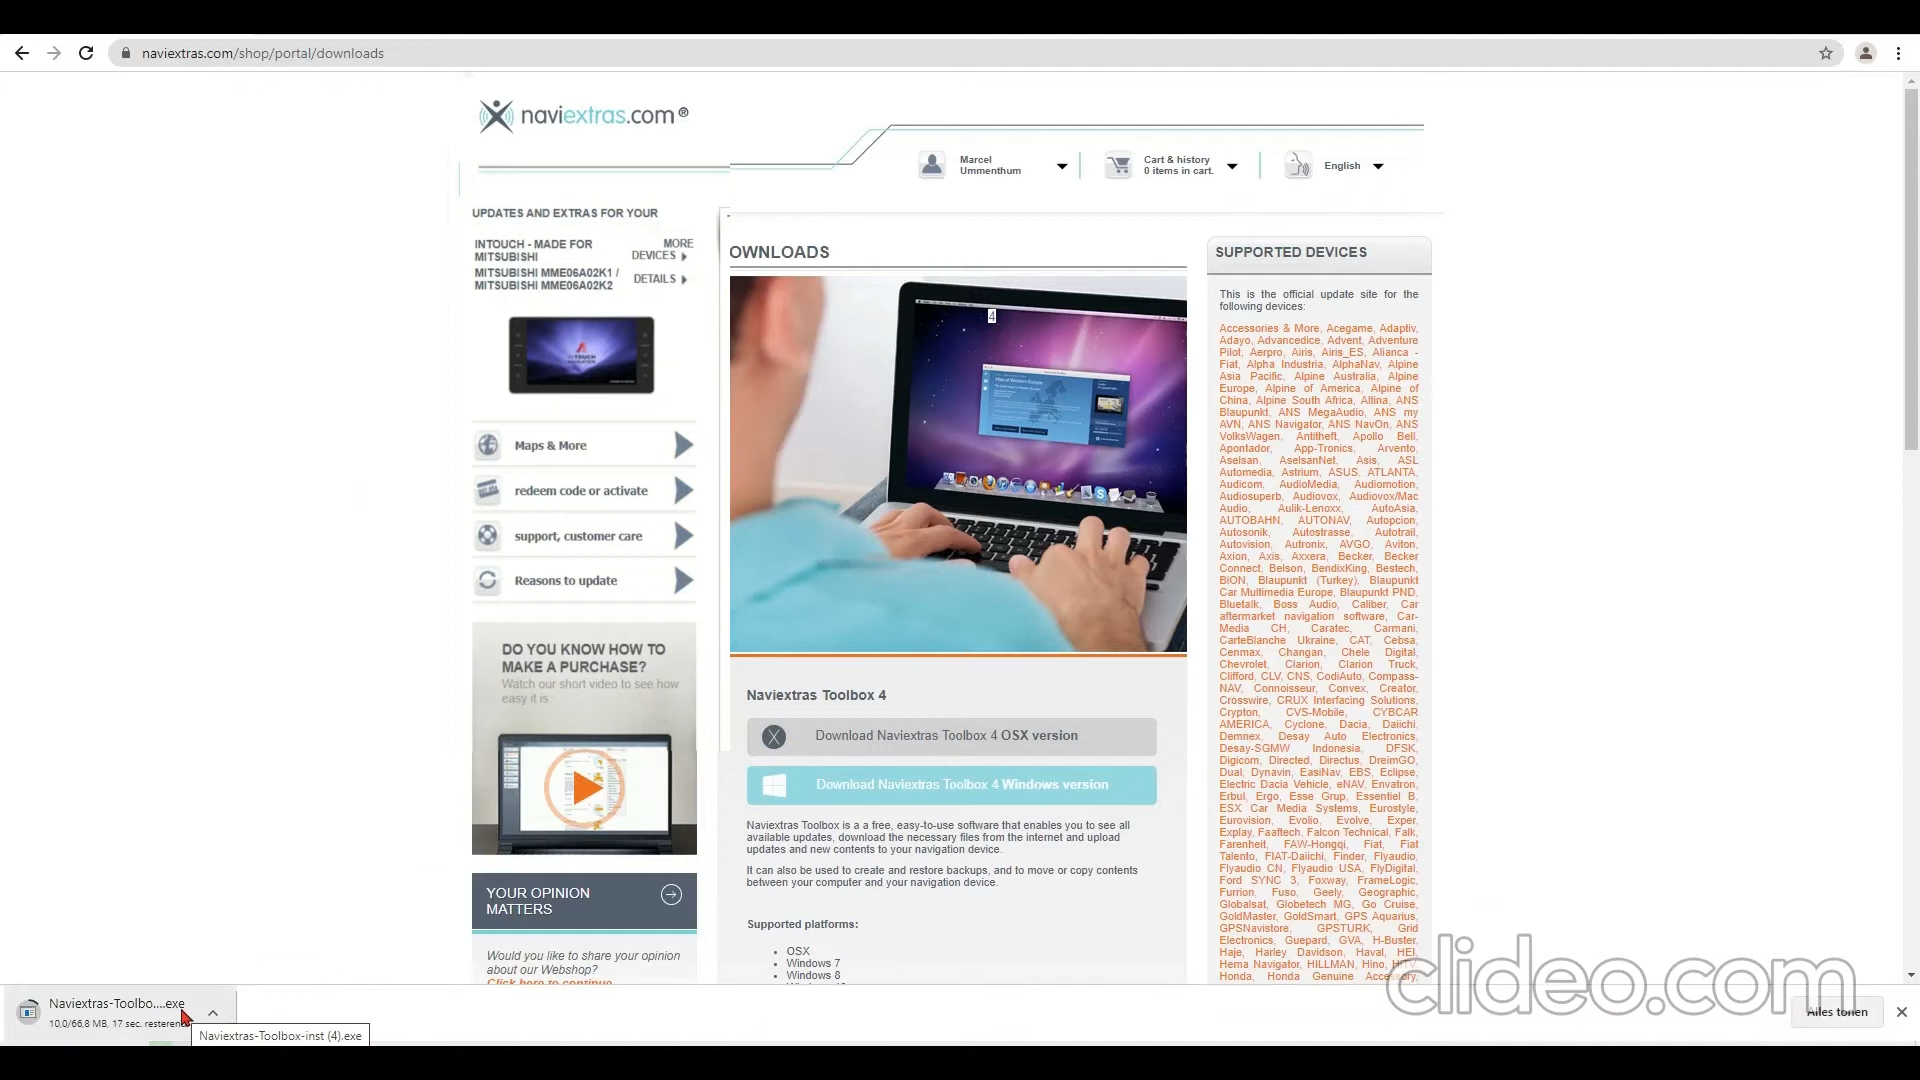 naviextras.com/shop/portal/downloads
naviextras.com ®
Marcel
Ummenthum
Cart & history
0 items in cart.
English
UPDATES AND EXTRAS FOR YOUR
INTOUCH - MADE FOR
MITSUBISHI
MORE
DEVICES
MITSUBISHI MME06A02K1 /
MITSUBISHI MME06A02K2
DETAILS
Maps & More
redeem code or activate
support, customer care
Reasons to update
DO YOU KNOW HOW TO
MAKE A PURCHASE?
Watch our short video to see how
easy it is
YOUR OPINION
MATTERS
Would you like to share your opinion
about our Webshop?
Click here to continue
OWNLOADS
4
Naviextras Toolbox 4
Download Naviextras Toolbox 4 OSX version
Download Naviextras Toolbox 4 Windows version
Naviextras Toolbox is a a free, easy-to-use software that enables you to see all
available updates, download the necessary files from the internet and upload
updates and new contents to your navigation device.
It can also be used to create and restore backups, and to move or copy contents
between your computer and your navigation device.
Supported platforms:
• OSX
• Windows 7
• Windows 8
SUPPORTED DEVICES
This is the official update site for the
following devices:
Accessories & More, Acegame, Adaptiv,
Adayo, Advancedice, Advent, Adventure
Pilot, Aerpro, Airis, Airis_ES, Alianca -
Fiat, Alpha Industria, AlphaNav, Alpine
Asia Pacific, Alpine Australia, Alpine
Europe, Alpine of America, Alpine of
China, Alpine South Africa, Altina, ANS
Blaupunkt, ANS MegaAudio, ANS my
AVN, ANS Navigator, ANS NavOn, ANS
VolksWagen, Antitheft, Apollo Bell,
Apontador, App-Tronics, Arvento,
Aselsan, AselsanNet, Asis, ASL
Automedia, Astrium, ASUS, ATLANTA,
Audicom, AudioMedia, Audiomotion,
Audiosuperb, Audiovox, Audiovox/Mac
Audio, Aulik-Lenoxx, AutoAsia,
AUTOBAHN, AUTONAV, Autopcion,
Autosonik, Autostrasse, Autotrail,
Autovision, Autronix, AVGO, Aviton,
Axion, Axis, Axxera, Becker, Becker
Connect, Belson, BendixKing, Bestech,
BiON, Blaupunkt (Turkey), Blaupunkt
Car Multimedia Europe, Blaupunkt PND,
Bluetalk, Boss Audio, Caliber, Car
aftermarket navigation software, Car-
Media CH, Caratec, Carmani,
CarteBlanche Ukraine, CAT, Cebsa,
Cenmax, Changan, Chele Digital,
Chevrolet, Clarion, Clarion Truck,
Clifford, CLV, CNS, CodiAuto, Compass-
NAV, Connoisseur, Convex, Creator,
Crosswire, CRUX Interfacing Solutions,
Crypton, CVS-Mobile, CYBCAR
AMERICA, Cyclone, Dacia, Daiichi,
Demnex, Desay Auto Electronics,
Desay-SGMW Indonesia, DFSK,
Digicom, Directed, Directus, DreimGO,
Dual, Dynavin, EasiNav, EBS, Eclipse,
Electric Dacia Vehicle, eNAV, Envatron,
Erbul, Ergo, Esse Grup, Essentiel B,
ESX Car Media Systems, Eurostyle,
Eurovision, Evolio, Evolve, Exper,
Explay, Faaftech, Falcon Technical, Falk,
Farenheit, FAW-Hongqi, Fiat, Fiat
Talento, FIAT-Daiichi, Finder, Flyaudio,
Flyaudio CN, Flyaudio USA, FlyDigital,
Ford SYNC 3, Foxway, FrameLogic,
Furrion, Fuso, Geely, Geographic,
Globalsat, Globetech MG, Go Cruise,
GoldMaster, GoldSmart, GPS Aquarius,
GPSNavistore, GPSTURK, Grid
Electronics, Guepard, GVA, H-Buster,
Haje, Harley Davidson, Haval, HEI,
Hema Navigator, HILLMAN, Hino,
Honda, Honda Genuine Accessory,
clideo.com
Naviextras-Toolbo....exe
10,0/66,8 MB, 17 sec.
Naviextras-Toolbox-inst (4).exe
Alles tonen